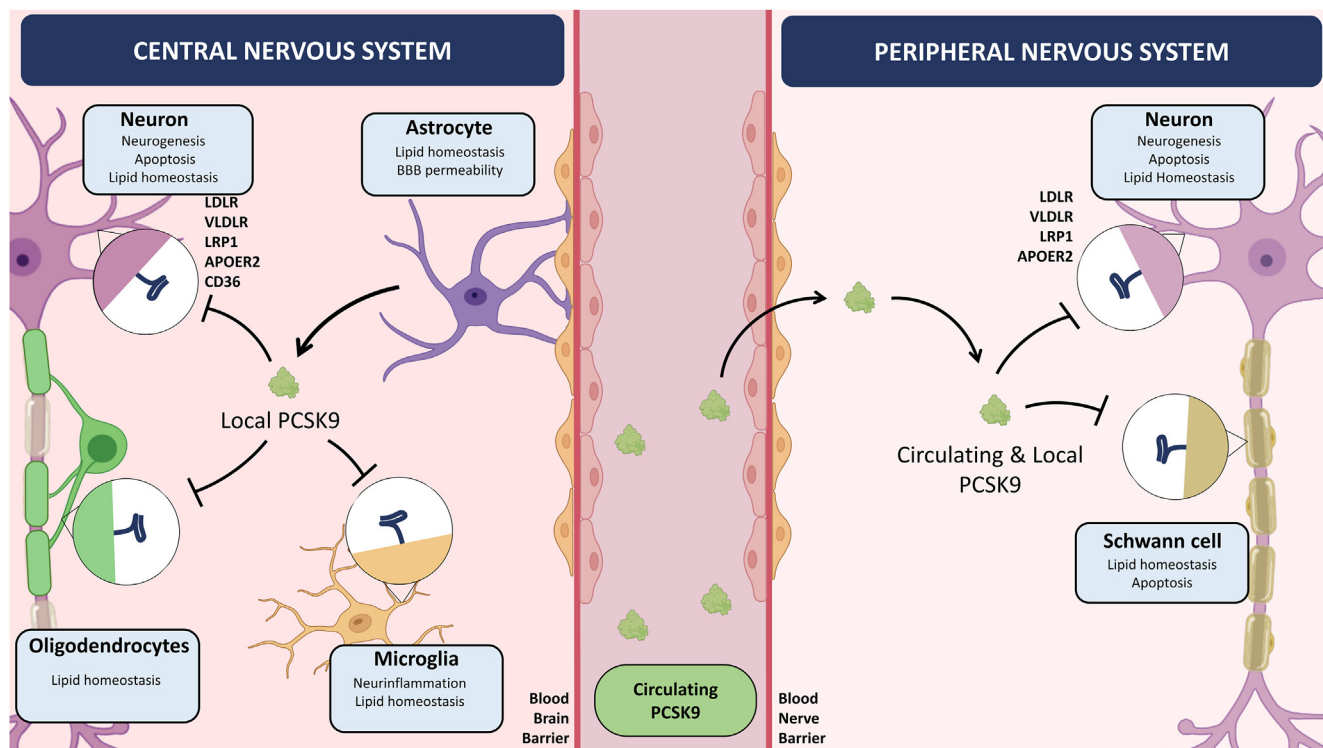 CENTRAL NERVOUS SYSTEM
Neuron
Neurogenesis
Apoptosis
Lipid homeostasis
LDLR
VLDLR
LRP1
APOER2
CD36
Astrocyte
Lipid homeostasis
BBB permeability
Local PCSK9
Oligodendrocytes
Lipid homeostasis
Microglia
Neurinflammation
Lipid homeostasis
Blood
Brain
Barrier
Circulating
PCSK9
Blood
Nerve
Barrier
PERIPHERAL NERVOUS SYSTEM
Neuron
Neurogenesis
Apoptosis
Lipid Homeostasis
LDLR
VLDLR
LRP1
APOER2
Circulating & Local
PCSK9
Schwann cell
Lipid homeostasis
Apoptosis